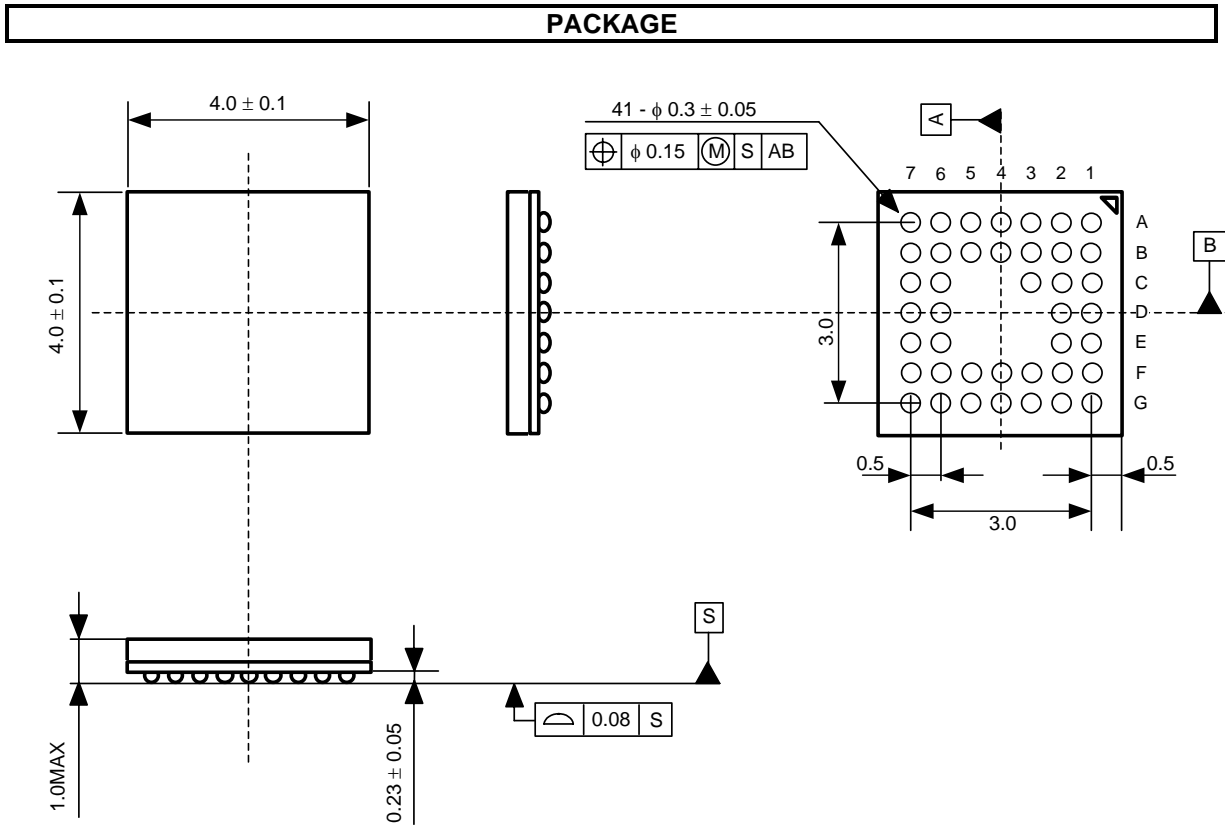 PACKAGE
4.0 ± 0.1
41 - ϕ 0.3 ± 0.05
ϕ 0.15 Ⓜ S AB
A
7 6 5 4 3 2 1
A
B
C
D
E
F
G
B
4.0 ± 0.1
3.0
0.5
0.5
3.0
S
0.08 S
1.0MAX
0.23 ± 0.05